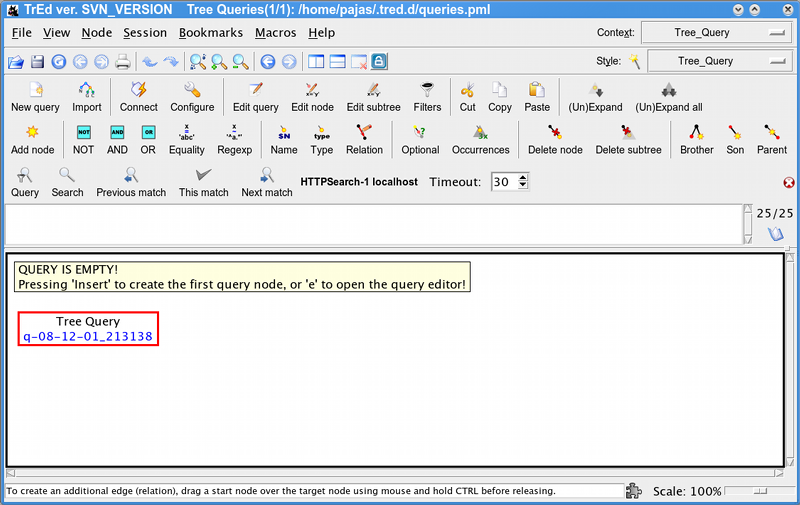 TrEd ver. SVN_VERSION Tree Queries(1/1): /home/pajas/.tred.d/queries.pml
File View Node Session Bookmarks Macros Help Context: Tree_Query
Style: Tree_Query
New query Import Connect Configure Edit query Edit node Edit subtree Filters Cut Copy Paste (Un)Expand (Un)Expand all
NOT AND OR x ='abc' x ~"a.." $N type
Add node NOT AND OR Equality Regexp Name Type Relation Optional Occurrences Delete node Delete subtree Brother Son Parent
Query Search Previous match This match Next match HTTPSearch-1 localhost Timeout: 30
25/25
QUERY IS EMPTY!
Pressing 'Insert' to create the first query node, or 'e' to open the query editor!
Tree Query
q-08-12-01_213138
To create an additional edge (relation), drag a start node over the target node using mouse and hold CTRL before releasing. Scale: 100%